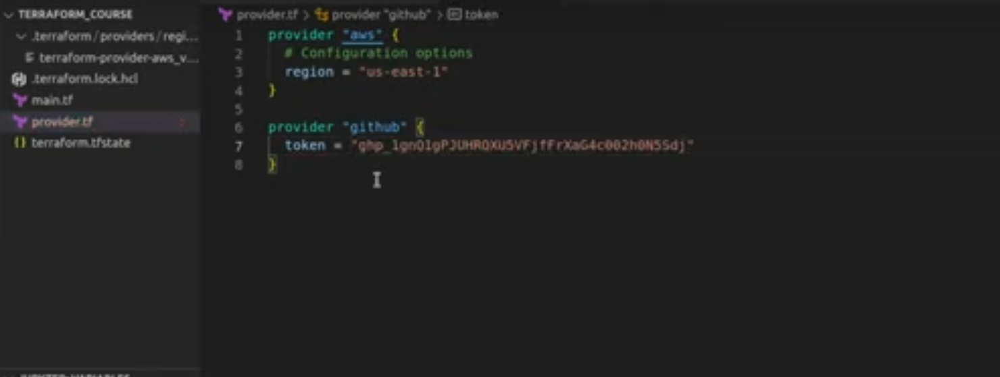 TERRAFORM_COURSE
.terraform / providers / regi...
terraform-provider-aws_v...
.terraform.lock.hcl
main.tf
provider.tf
terraform.tfstate
provider.tf > provider "github" > token
1 provider "aws" {
2 # Configuration options
3 region = "us-east-1"
4 }
5
6 provider "github" {
7 token =
8 }